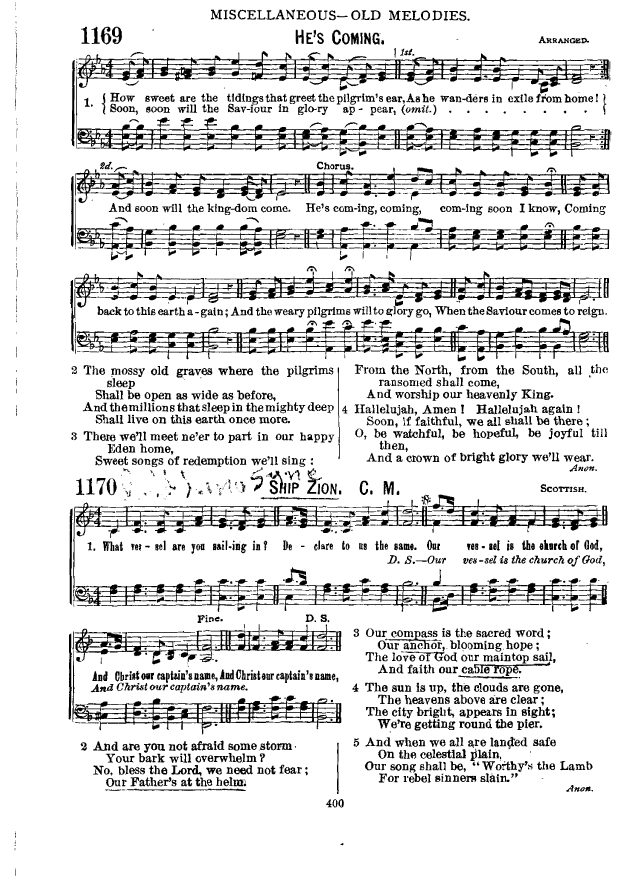 MISCELLANEOUS—OLD MELODIES.
1169 HE'S COMING. ARRANGED.
1st.
1. { How sweet are the tidings that greet the pilgrim's ear, As he wan-ders in exile from home! }
{ Soon, soon will the Sav-iour in glo-ry ap - pear, (omit.) . . . . . . . }
2d. Chorus.
And soon will the king-dom come. He's com-ing, coming, com-ing soon I know, Coming
back to this earth a-gain; And the weary pilgrims will to glory go, When the Saviour comes to reign.
2 The mossy old graves where the pilgrims
sleep
Shall be open as wide as before,
And the millions that sleep in the mighty deep
Shall live on this earth once more.
3 There we'll meet ne'er to part in our happy
Eden home,
Sweet songs of redemption we'll sing:
From the North, from the South, all the
ransomed shall come,
And worship our heavenly King.
4 Hallelujah, Amen! Hallelujah again!
Soon, if faithful, we all shall be there;
O, be watchful, be hopeful, be joyful till
then,
And a crown of bright glory we'll wear.
Anon.
1170 Syne SHIP ZION. C. M. SCOTTISH.
1. What ves-sel are you sail-ing in? De-clare to us the same. Our ves-sel is the church of God,
D. S.—Our ves-sel is the church of God,
Fine. D. S.
And Christ our captain's name, And Christ our captain's name,
And Christ our captain's name.
2 And are you not afraid some storm
Your bark will overwhelm?
No, bless the Lord, we need not fear;
Our Father's at the helm.
3 Our compass is the sacred word;
Our anchor, blooming hope;
The love of God our maintop sail,
And faith our cable rope.
4 The sun is up, the clouds are gone,
The heavens above are clear;
The city bright, appears in sight;
We're getting round the pier.
5 And when we all are landed safe
On the celestial plain,
Our song shall be, "Worthy's the Lamb
For rebel sinners slain."
Anon.
400